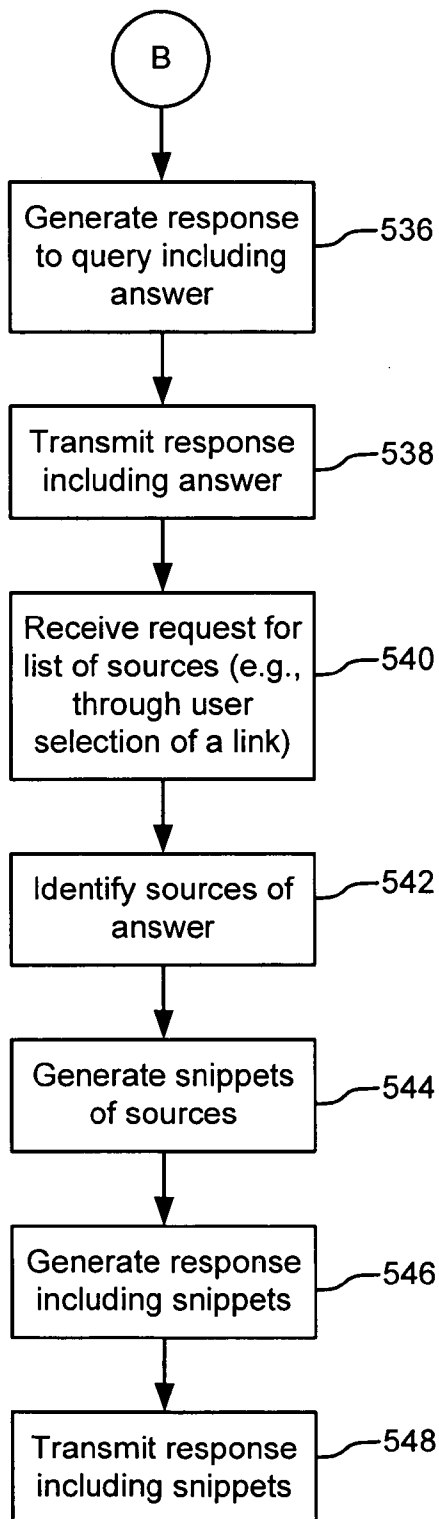 B
Generate response
to query including
answer
536
Transmit response
including answer
538
Receive request for
list of sources (e.g.,
through user
selection of a link)
540
Identify sources of
answer
542
Generate snippets
of sources
544
Generate response
including snippets
546
Transmit response
including snippets
548